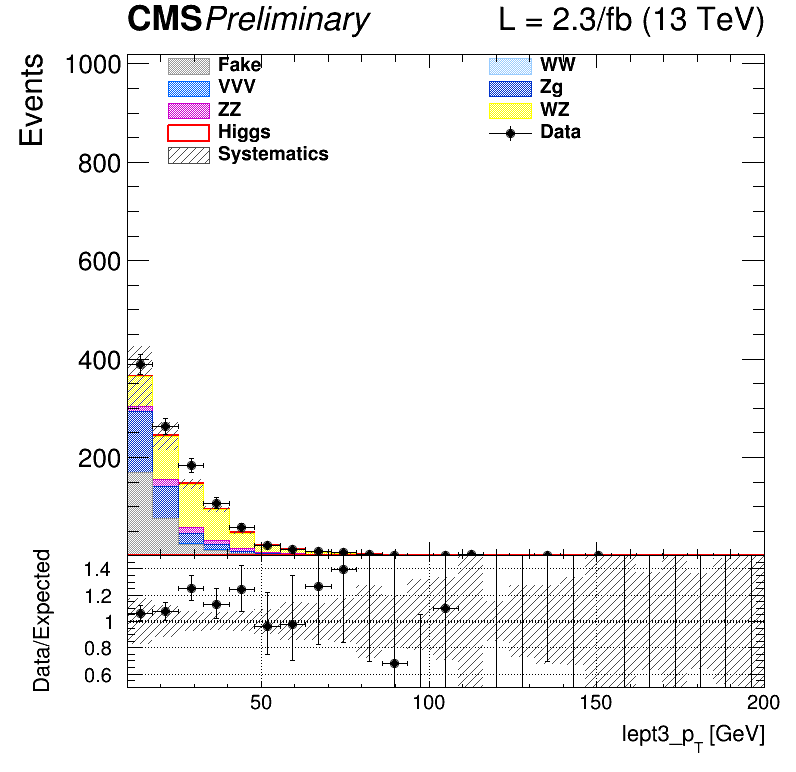 CMS Preliminary L = 2.3/fb (13 TeV)
Events
1000
800
600
400
200
Fake WW
VVV Zg
ZZ WZ
Higgs Data
Systematics
Data/Expected
1.4
1.2
1
0.8
0.6
50 100 150 200
lept3_p_T [GeV]